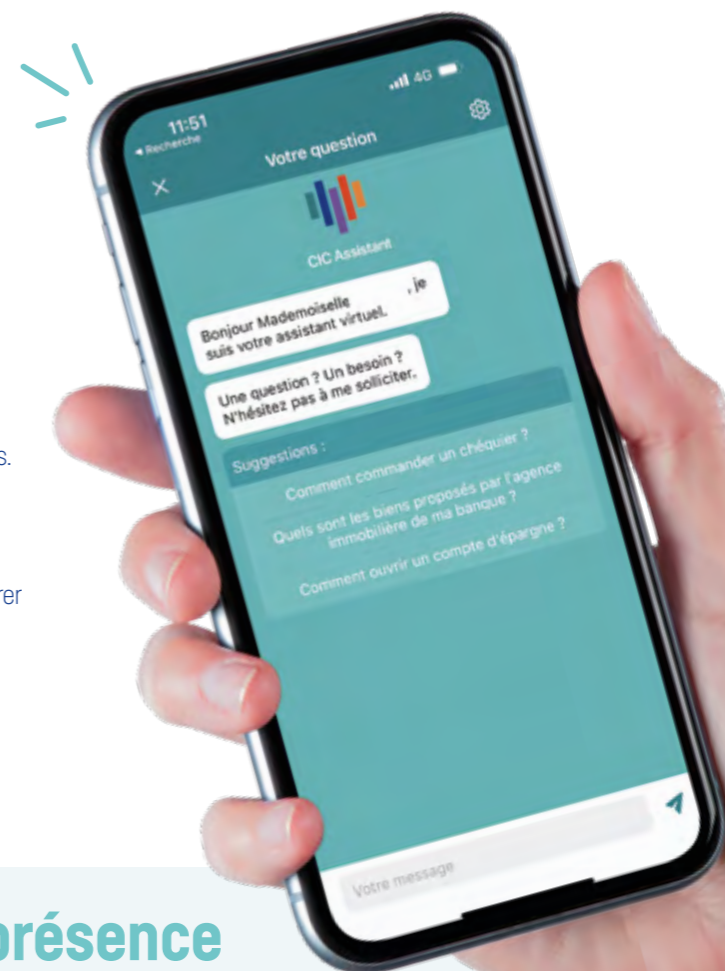 11:51
4G
Recherche
Votre question
CIC Assistant
Bonjour Mademoiselle , je
suis votre assistant virtuel.
Une question ? Un besoin ?
N'hésitez pas à me solliciter.
Suggestions :
Comment commander un chéquier ?
Quels sont les biens proposés par l'agence
immobilière de ma banque ?
Comment ouvrir un compte d'épargne ?
Votre message
s.
rer
présence